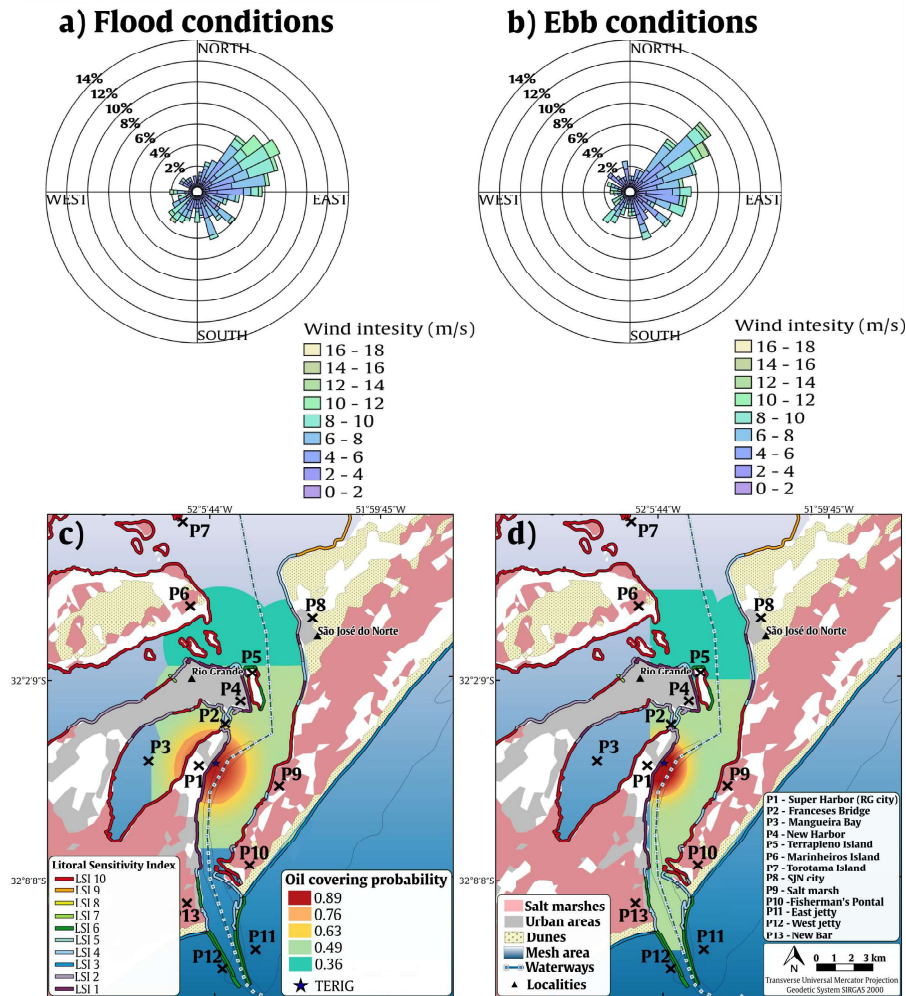 a) Flood conditions
NORTH
14%
12%
10%
8%
6%
4%
2%
WEST
EAST
SOUTH
Wind intesity (m/s)
16 - 18
14 - 16
12 - 14
10 - 12
8 - 10
6 - 8
4 - 6
2 - 4
0 - 2
b) Ebb conditions
NORTH
14%
12%
10%
8%
6%
4%
2%
WEST
EAST
SOUTH
Wind intesity (m/s)
16 - 18
14 - 16
12 - 14
10 - 12
8 - 10
6 - 8
4 - 6
2 - 4
0 - 2
52°5'44"W
51°59'45"W
c)
P7
P6
P8
São José do Norte
32°2'9"S
Rio Grande
P5
P4
P2
P3
P1
P9
P10
32°8'8"S
P13
P11
P12
Litoral Sensitivity Index
LSI 10
LSI 9
LSI 8
LSI 7
LSI 6
LSI 5
LSI 4
LSI 3
LSI 2
LSI 1
Oil covering probability
0.89
0.76
0.63
0.49
0.36
TERIG
52°5'44"W
51°59'45"W
d)
P7
P6
P8
São José do Norte
32°2'9"S
Rio Grande
P5
P4
P2
P3
P1
P9
P10
32°8'8"S
P13
P11
P12
Salt marshes
Urban areas
Dunes
Mesh area
Waterways
Localities
P1 - Super Harbor (RG city)
P2 - Franceses Bridge
P3 - Mangueira Bay
P4 - New Harbor
P5 - Terrapleno Island
P6 - Marinheiros Island
P7 - Torotama Island
P8 - SJN city
P9 - Salt marsh
P10 -Fisherman's Pontal
P11 - East jetty
P12 - West jetty
P13 - New Bar
N
0 1 2 3 km
Transverse Universal Mercator Projection
Geodetic System SIRGAS 2000